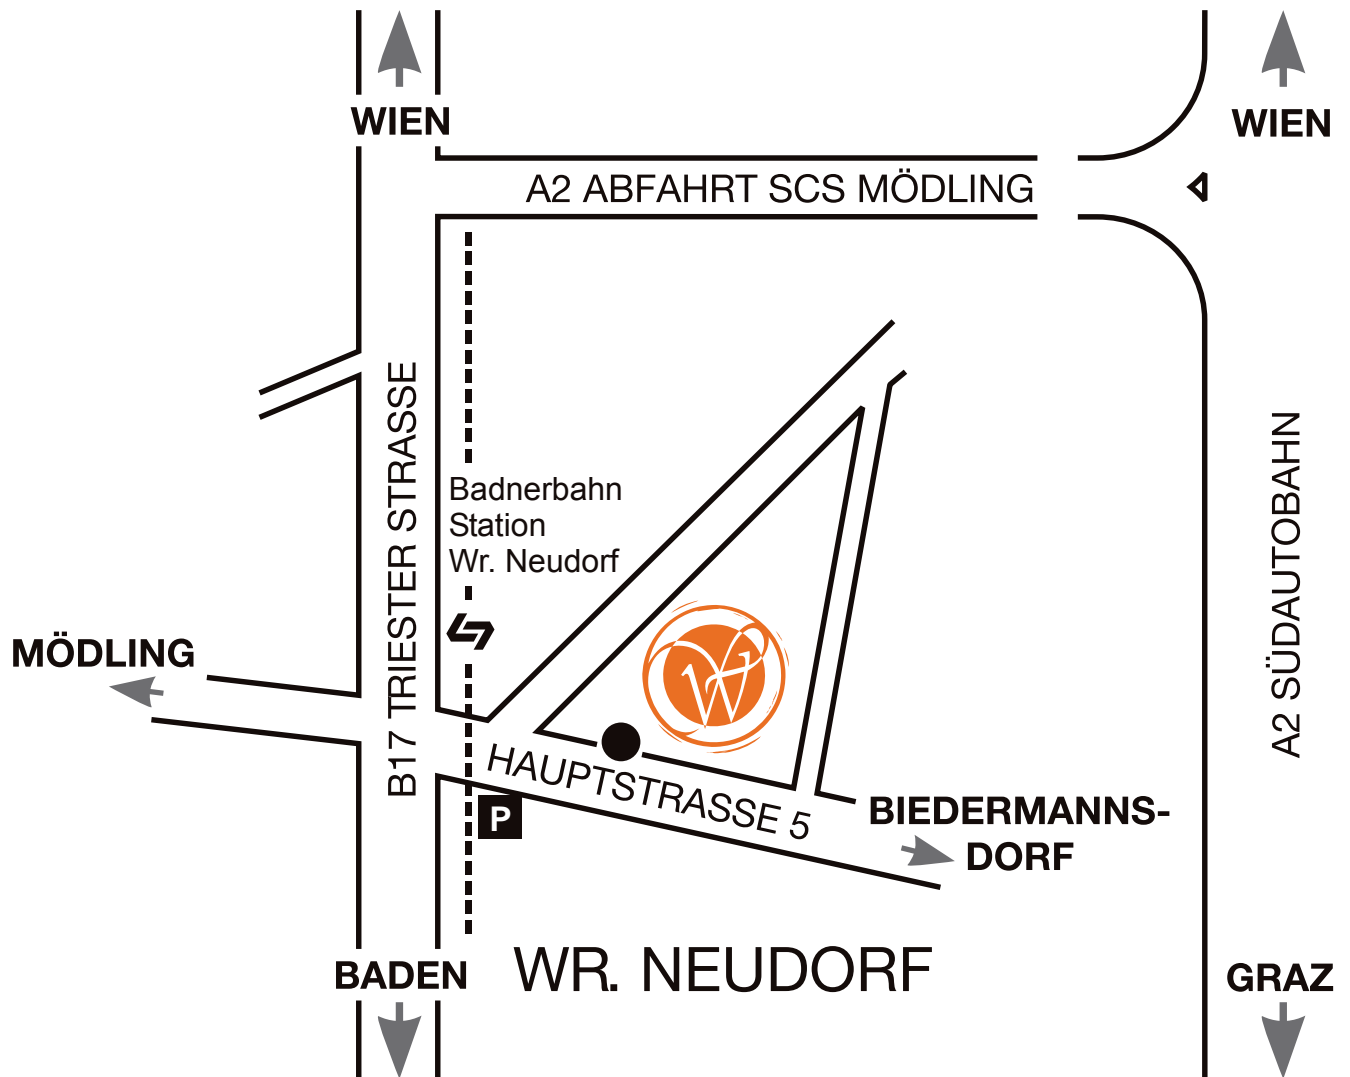 WIEN
WIEN
A2 ABFAHRT SCS MÖDLING
B17 TRIESTER STRASSE
Badnerbahn
Station
Wr. Neudorf
A2 SÜDAUTOBAHN
MÖDLING
W
HAUPTSTRASSE 5
P
BIEDERMANNS-
DORF
WR. NEUDORF
BADEN
GRAZ